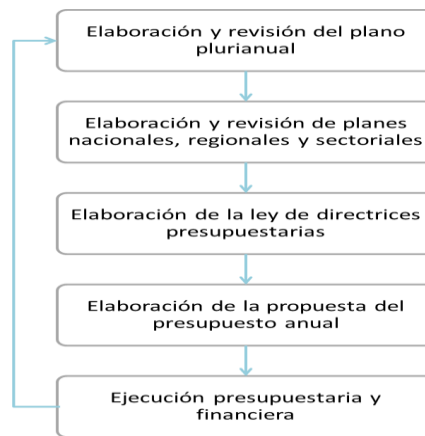 Elaboración y revisión del plano
plurianual
Elaboración y revisión de planes
nacionales, regionales y sectoriales
Elaboración de la ley de directrices
presupuestarias
Elaboración de la propuesta del
presupuesto anual
Ejecución presupuestaria y
financiera